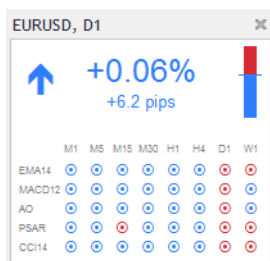 EURUSD, D1
+0.06%
+6.2 pips
M1 M5 M15 M30 H1 H4 D1 W1
EMA14
MACD12
AO
PSAR
CCI14